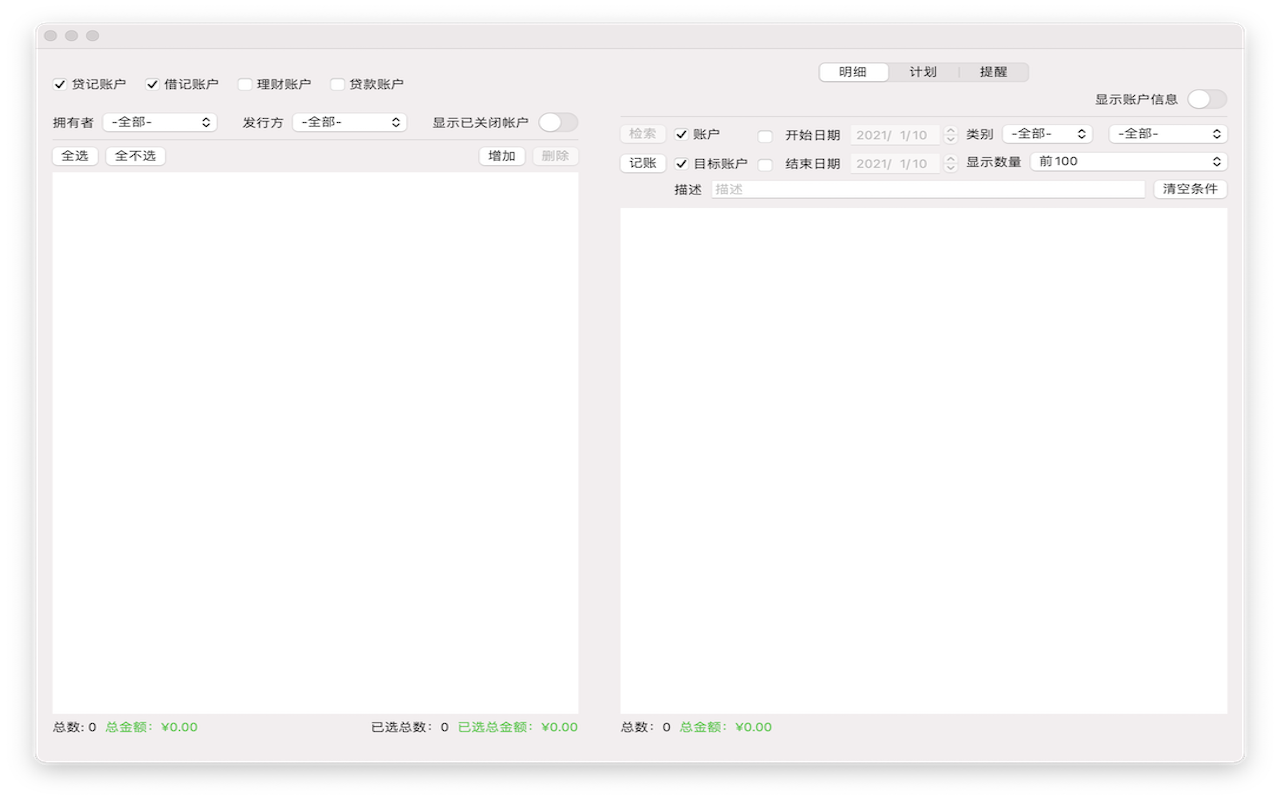 贷记账户 借记账户 理财账户 贷款账户
拥有者 -全部- 发行方 -全部- 显示已关闭帐户
全选 全不选 增加 删除
总数: 0 总金额: ¥0.00 已选总数: 0 已选总金额: ¥0.00
明细 计划 提醒
显示账户信息
检索 账户 开始日期 2021/ 1/10 类别 -全部- -全部-
记账 目标账户 结束日期 2021/ 1/10 显示数量 前100
描述 描述 清空条件
总数: 0 总金额: ¥0.00